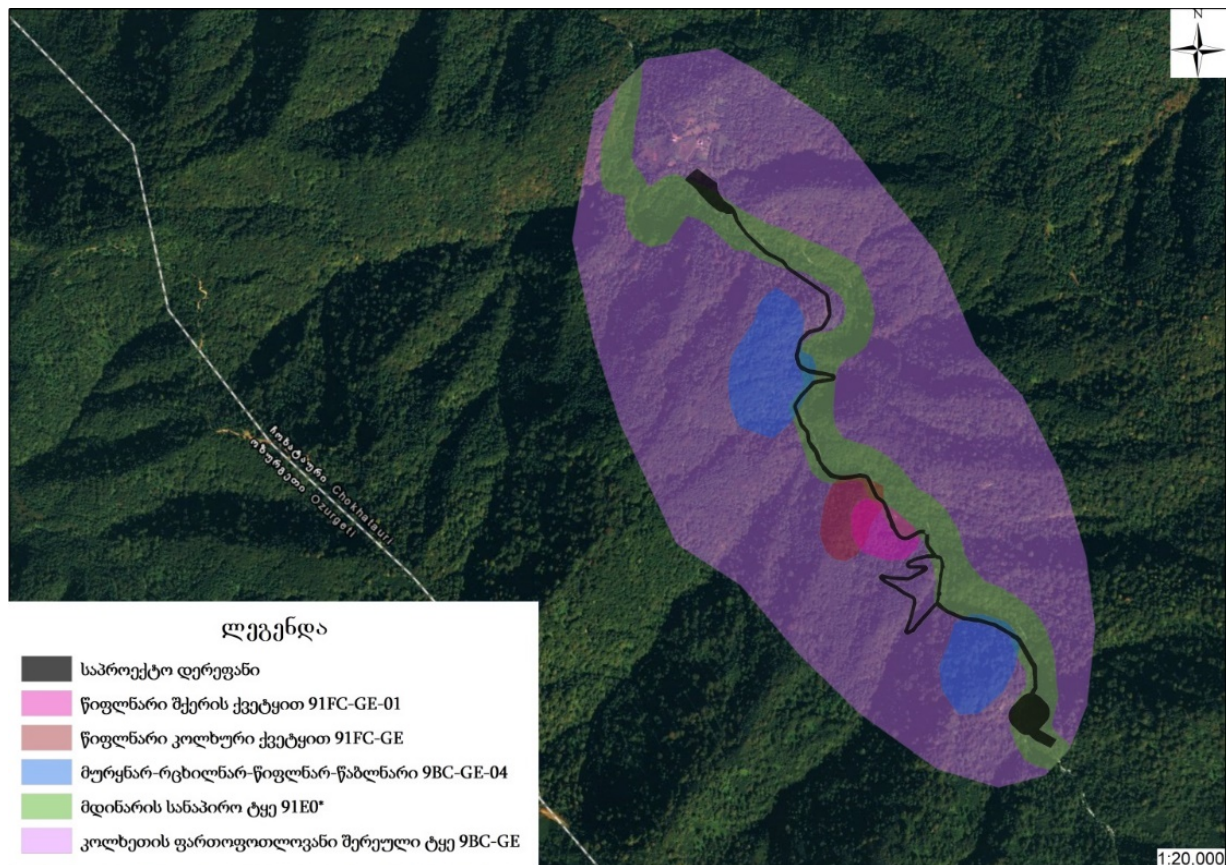 N
ჩოხატაური Chokhatauri
ოზურგეთი Ozurgeti
ლეგენდა
საპროექტო დერეფანი
წიფლნარი შქერის ქვეტყით 91FC-GE-01
წიფლნარი კოლხური ქვეტყით 91FC-GE
მურყნარ-რცხილნარ-წიფლნარ-წაბლნარი 9BC-GE-04
მდინარის სანაპირო ტყე 91E0*
კოლხეთის ფართოფოთლოვანი შერეული ტყე 9BC-GE
1:20.000